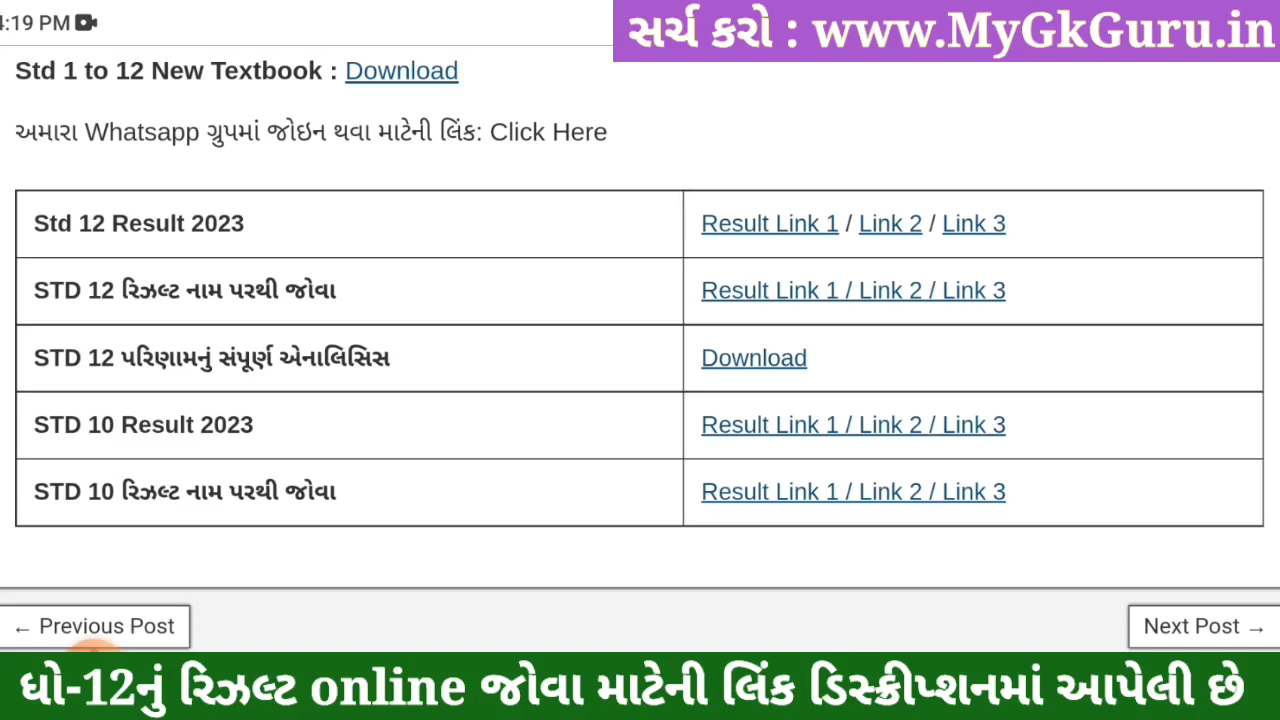 4:19 PM
સર્ચ કરો : www.MyGkGuru.in
Std 1 to 12 New Textbook : Download
અમારા Whatsapp ગ્રુપમાં જોઇન થવા માટેની લિંક: Click Here
Std 12 Result 2023 Result Link 1 / Link 2 / Link 3
STD 12 રિઝલ્ટ નામ પરથી જોવા Result Link 1 / Link 2 / Link 3
STD 12 પરિણામનું સંપૂર્ણ એનાલિસિસ Download
STD 10 Result 2023 Result Link 1 / Link 2 / Link 3
STD 10 રિઝલ્ટ નામ પરથી જોવા Result Link 1 / Link 2 / Link 3
← Previous Post Next Post →
ધો-12નું રિઝલ્ટ online જોવા માટેની લિંક ડિસ્ક્રીપ્શનમાં આપેલી છે